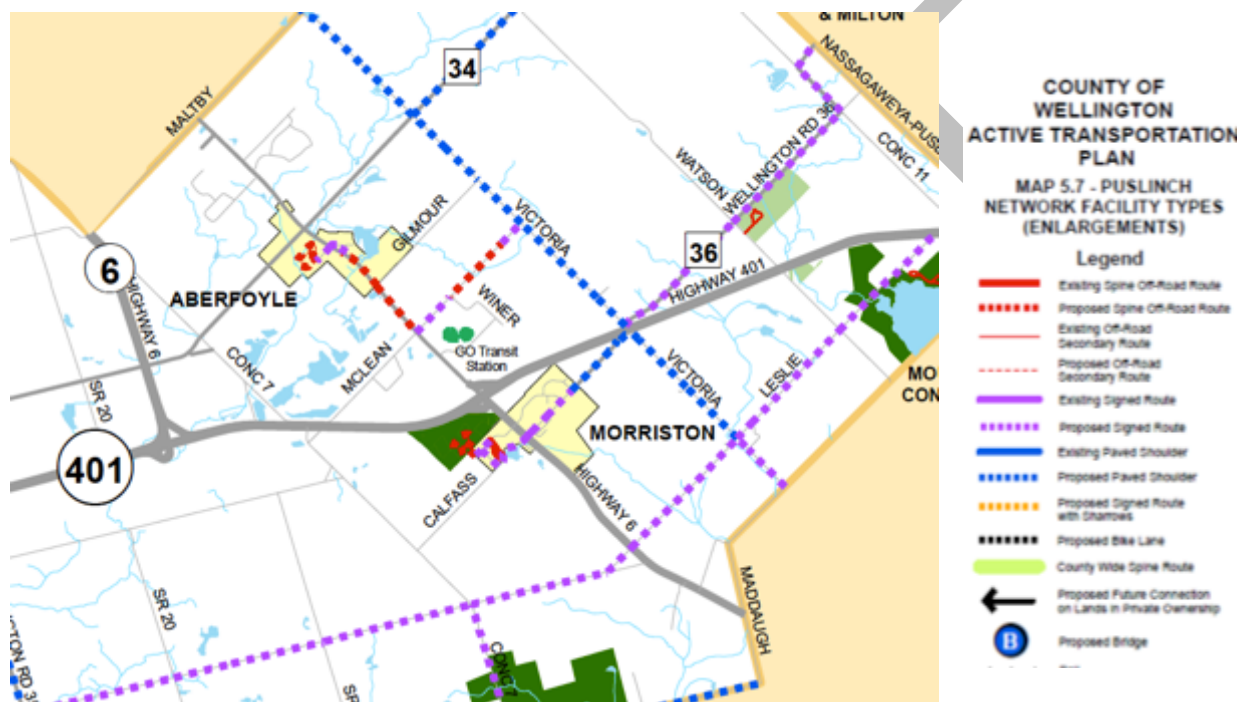 & MILTON
34
NASSAGAWEYA-PUS
MALTBY
WELLINGTON RD 36
CONC 11
WATSON
GILMOUR
VICTORIA
36
6
HIGHWAY 401
ABERFOYLE
HIGHWAY 6
WINER
GO Transit
Station
CONC 7
MCLEAN
VICTORIA
LESLIE
MO
CON
SR 20
MORRISTON
401
CALFASS
HIGHWAY 6
SR 20
MADDAUGH
TON RD 3
CONC 7
SR
COUNTY OF
WELLINGTON
ACTIVE TRANSPORTATION
PLAN
MAP 5.7 - PUSLINCH
NETWORK FACILITY TYPES
(ENLARGEMENTS)
Legend
Existing Spine Off-Road Route
Proposed Spine Off-Road Route
Existing Off-Road
Secondary Route
Proposed Off-Road
Secondary Route
Existing Signed Route
Proposed Signed Route
Existing Paved Shoulder
Proposed Paved Shoulder
Proposed Signed Route
with Sharrows
Proposed Bike Lane
County Wide Spine Route
Proposed Future Connection
on Lands in Private Ownership
B
Proposed Bridge